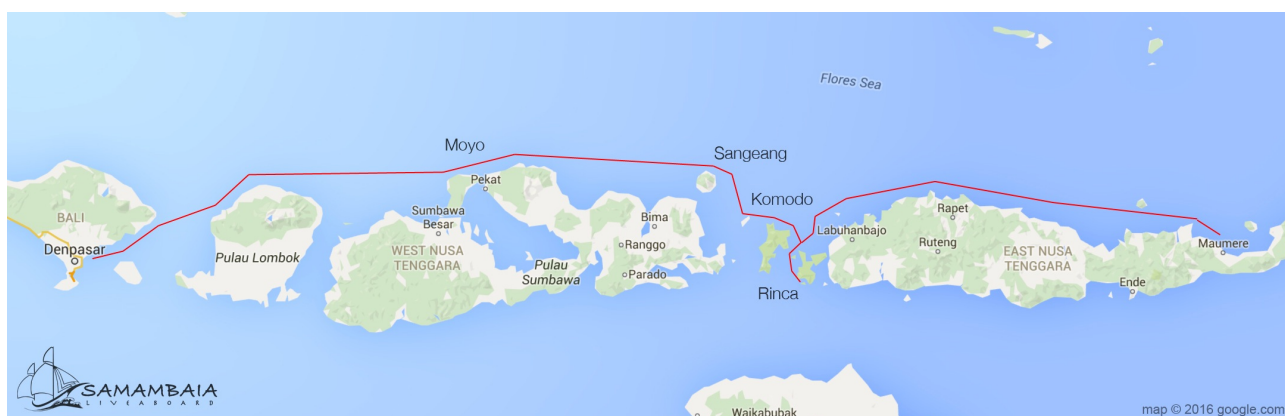 Flores Sea
Moyo
Sangeang
Pekat
Komodo
BALI
Sumbawa
Besar
Bima
Labuhanbajo
Rapet
Denpasar
Pulau Lombok
WEST NUSA
TENGGARA
Ranggo
Ruteng
EAST NUSA
TENGGARA
Maumere
Pulau
Sumbawa
Parado
Rinca
Ende
SAMAMBAIA
LIVEABOARD
Waikabubak
map © 2016 google.com